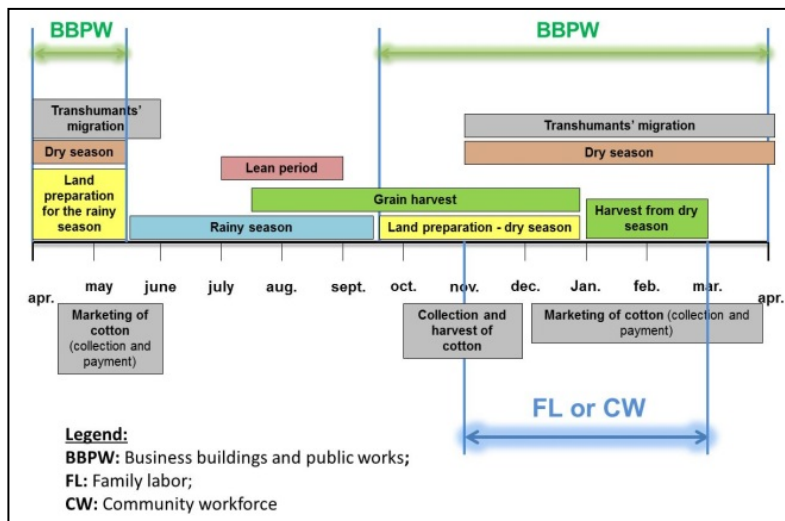 BBPW
BBPW
Transhumants’
migration
Transhumants’ migration
Dry season
Dry season
Lean period
Land
preparation
for the rainy
season
Grain harvest
Harvest from dry
season
Rainy season
Land preparation - dry season
apr.
may
june
july
aug.
sept.
oct.
nov.
dec.
Jan.
feb.
mar.
apr.
Marketing of
cotton
(collection and
payment)
Collection and
harvest of
cotton
Marketing of cotton (collection and
payment)
FL or CW
Legend:
BBPW: Business buildings and public works;
FL: Family labor;
CW: Community workforce